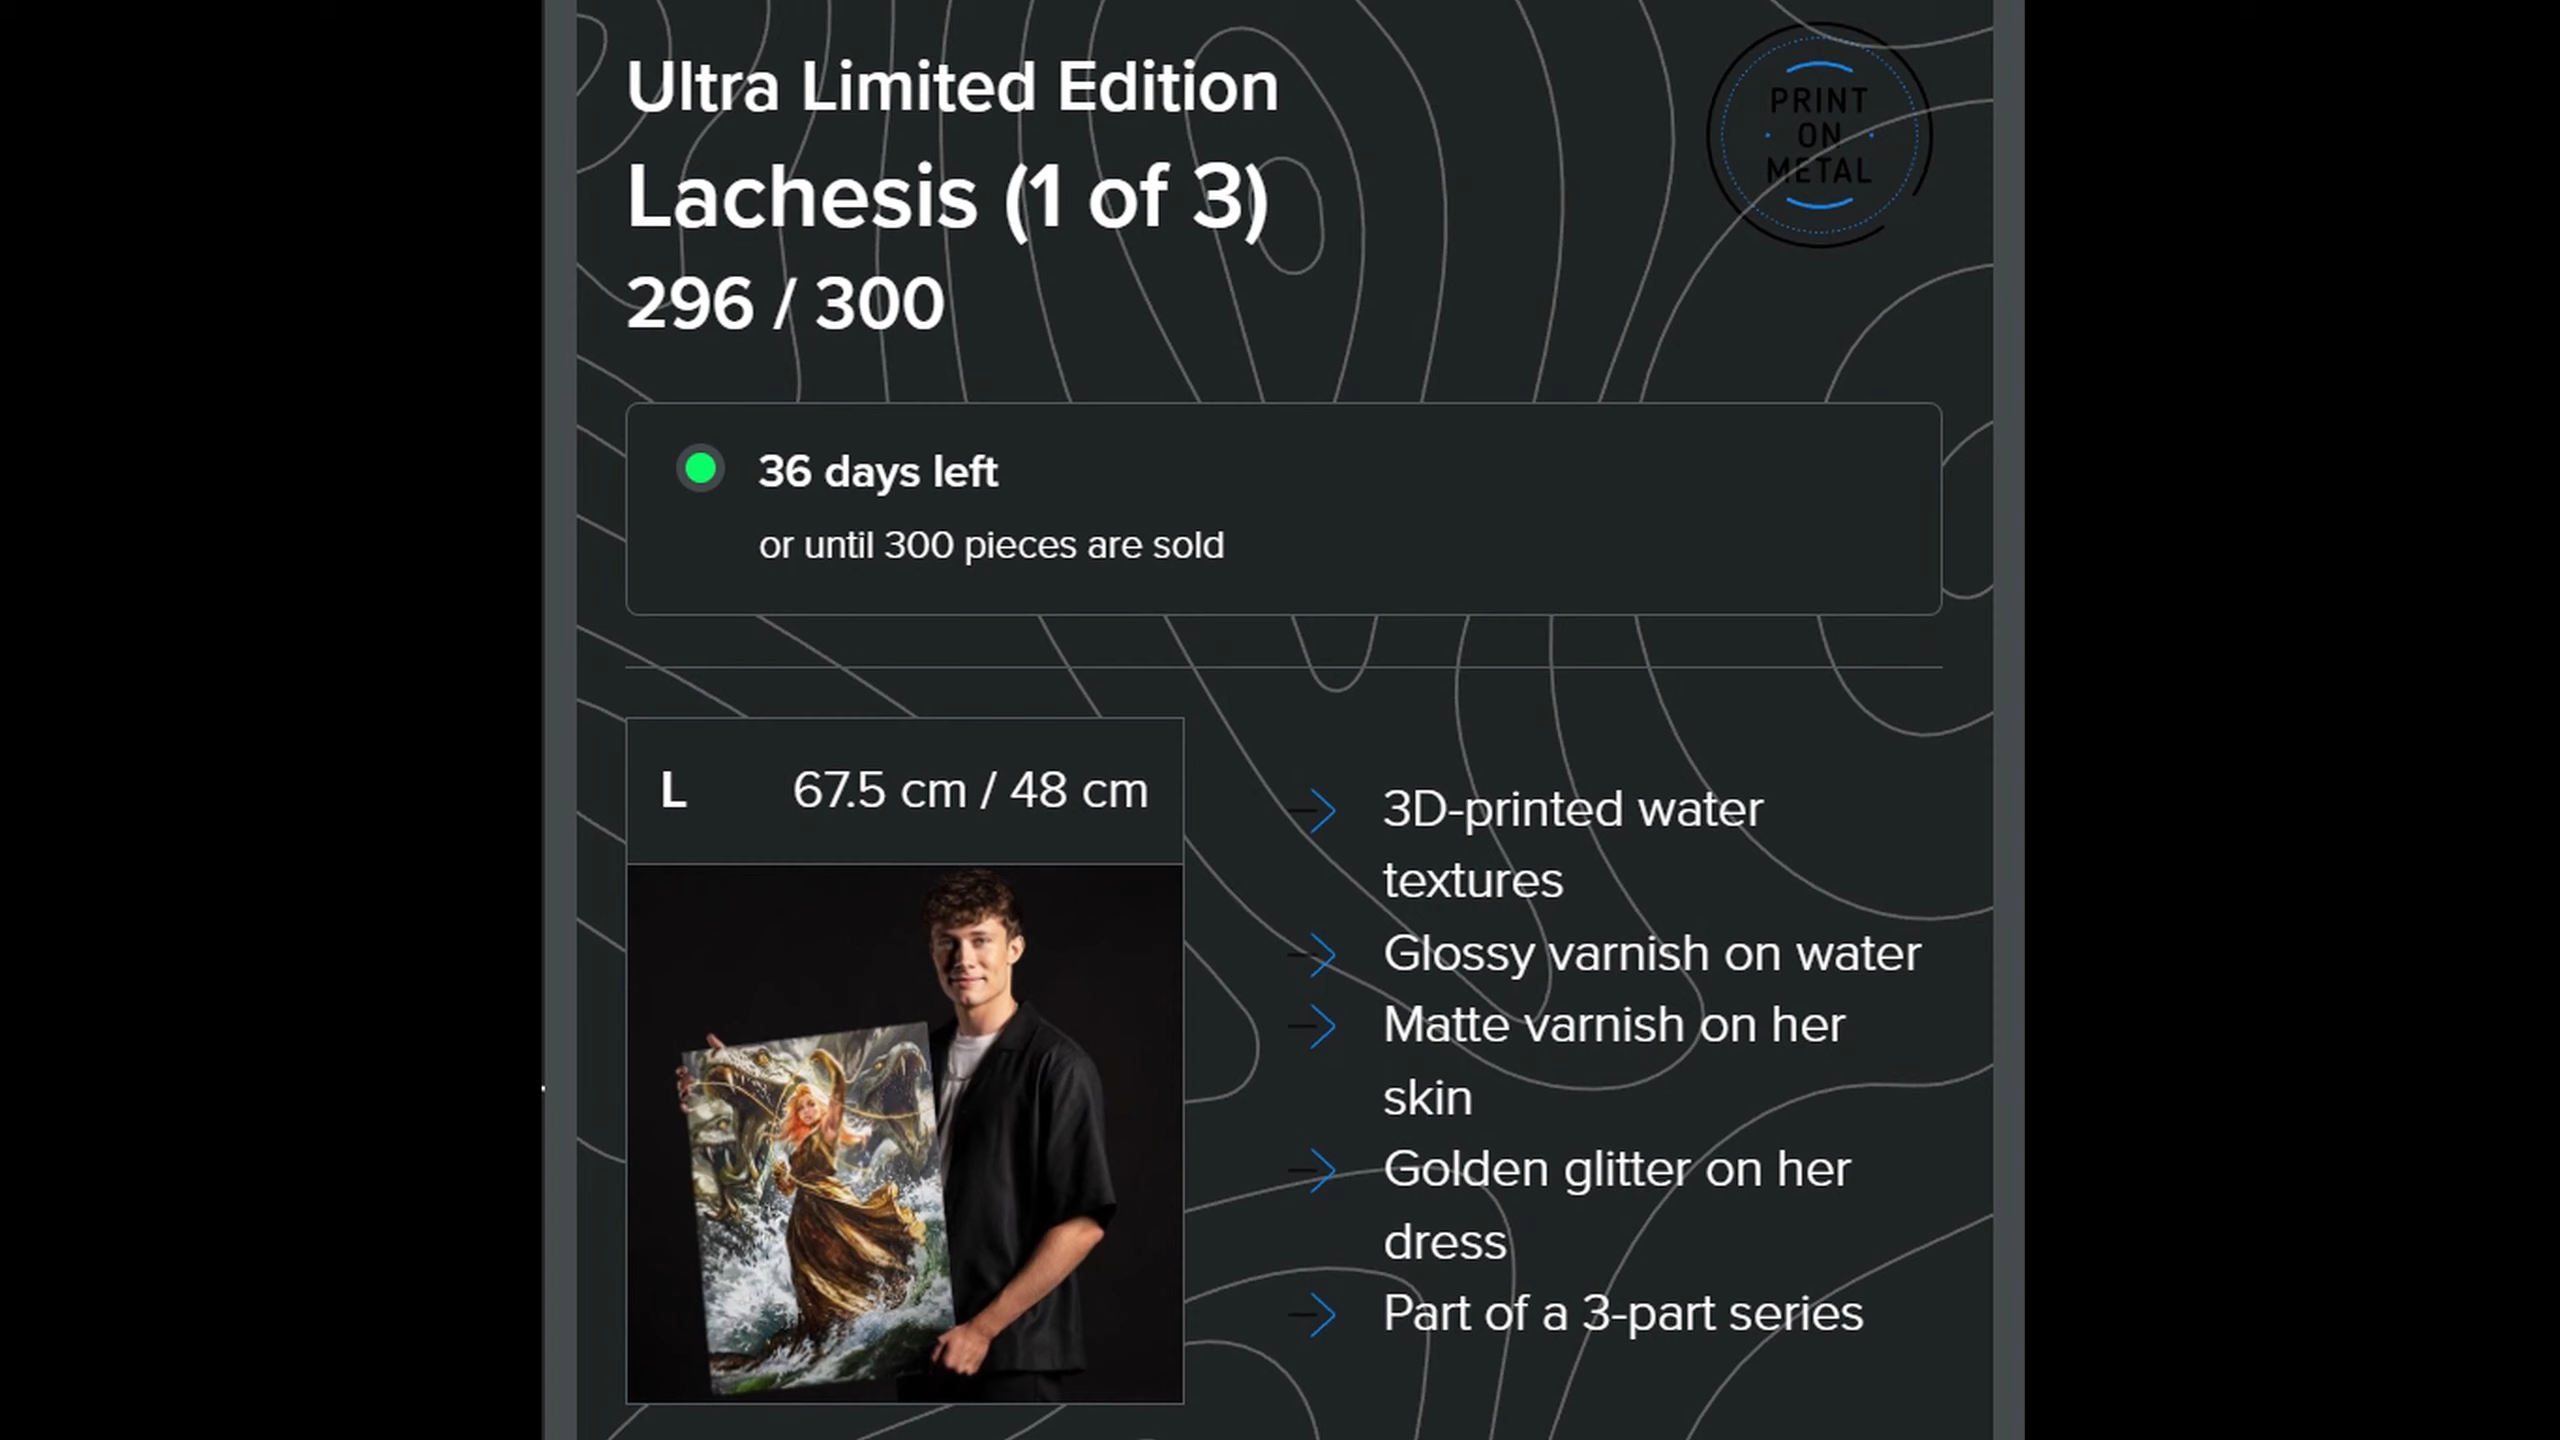 Ultra Limited Edition
Lachesis (1 of 3)
296 / 300
PRINT
ON
METAL
36 days left
or until 300 pieces are sold
L 67.5 cm / 48 cm
3D-printed water
textures
Glossy varnish on water
Matte varnish on her
skin
Golden glitter on her
dress
Part of a 3-part series